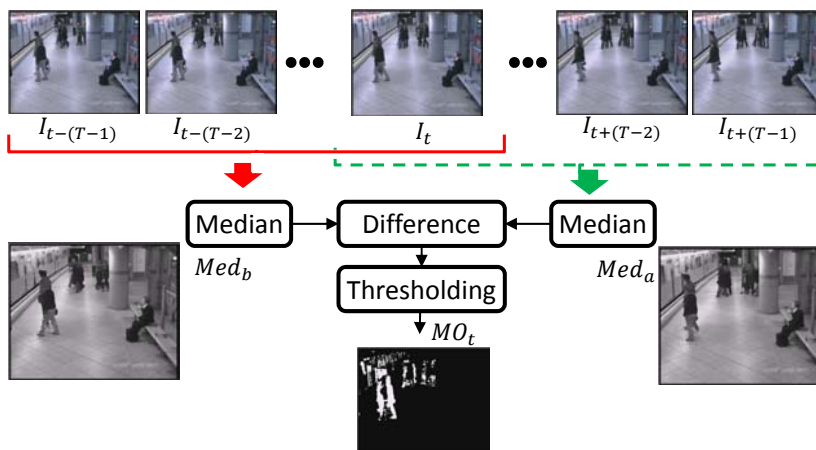 I_{t-(T-1)} I_{t-(T-2)} I_t I_{t+(T-2)} I_{t+(T-1)}
Median Difference Median
Med_b Med_a
Thresholding
MO_t